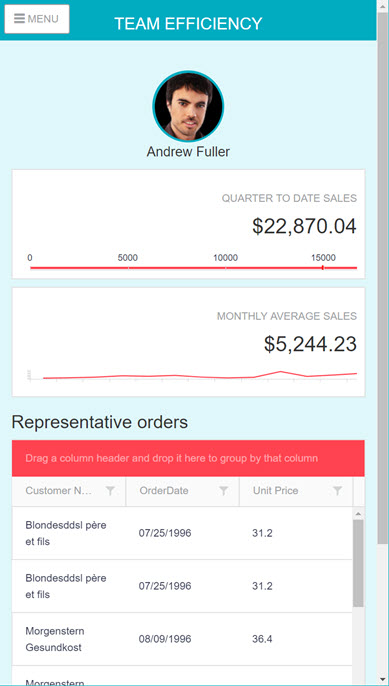 MENU
TEAM EFFICIENCY
Andrew Fuller
QUARTER TO DATE SALES
$22,870.04
0 5000 10000 15000
MONTHLY AVERAGE SALES
$5,244.23
Representative orders
Drag a column header and drop it here to group by that column
Customer N... OrderDate Unit Price
Blondesddsl père
et fils 07/25/1996 31.2
Blondesddsl père
et fils 07/25/1996 31.2
Morgenstern
Gesundkost 08/09/1996 36.4
Morgenstern